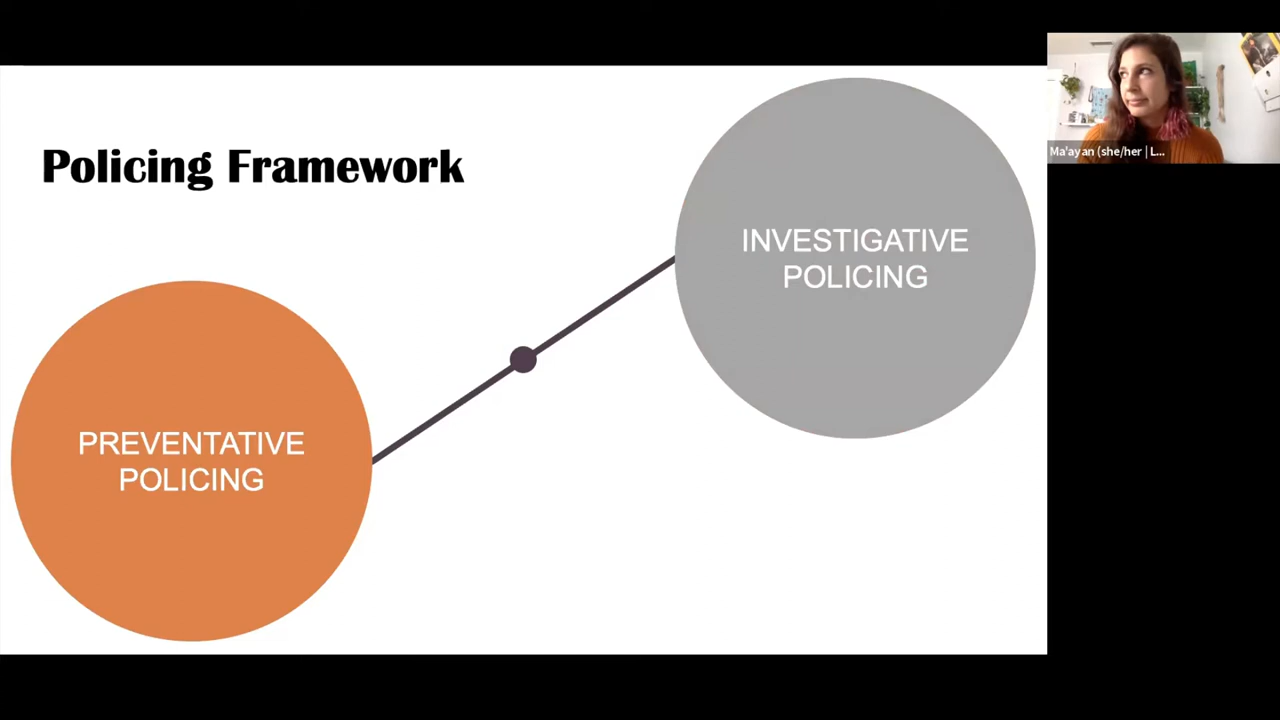 Policing Framework
INVESTIGATIVE
POLICING
PREVENTATIVE
POLICING
Ma'ayan (she/her | L...